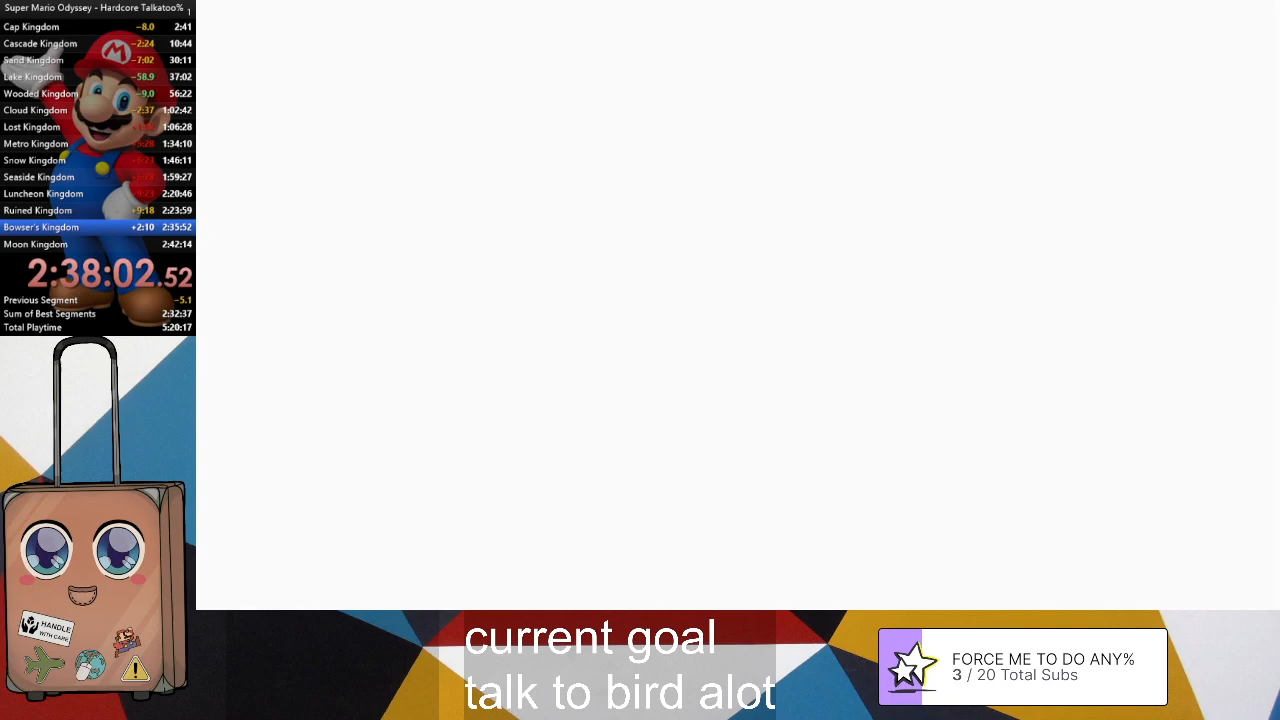 Super Mario Odyssey - Hardcore Talkatoo%
1
Cap Kingdom −8.0 2:41
Cascade Kingdom −2:24 10:44
Sand Kingdom −7:02 30:11
Lake Kingdom −58.9 37:02
Wooded Kingdom −9.0 56:22
Cloud Kingdom −2:37 1:02:42
Lost Kingdom 1:06:28
Metro Kingdom 1:34:10
Snow Kingdom 1:46:11
Seaside Kingdom 1:59:27
Luncheon Kingdom 2:20:46
Ruined Kingdom +9:18 2:23:59
Bowser's Kingdom +2:10 2:35:52
Moon Kingdom 2:42:14
2:38:02.52
Previous Segment −5.1
Sum of Best Segments 2:32:37
Total Playtime 5:20:17
HANDLE
WITH CARE
current goal
talk to bird alot
FORCE ME TO DO ANY%
3 / 20 Total Subs